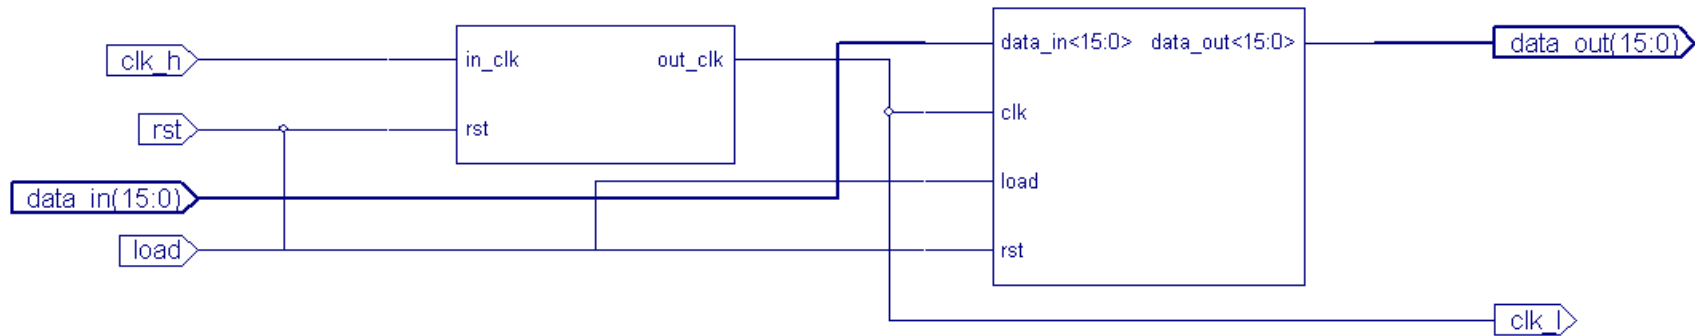 clk_h
rst
data_in(15:0)
load
in_clk
out_clk
rst
data_in<15:0>
data_out<15:0>
clk
load
rst
data_out(15:0)
clk_l